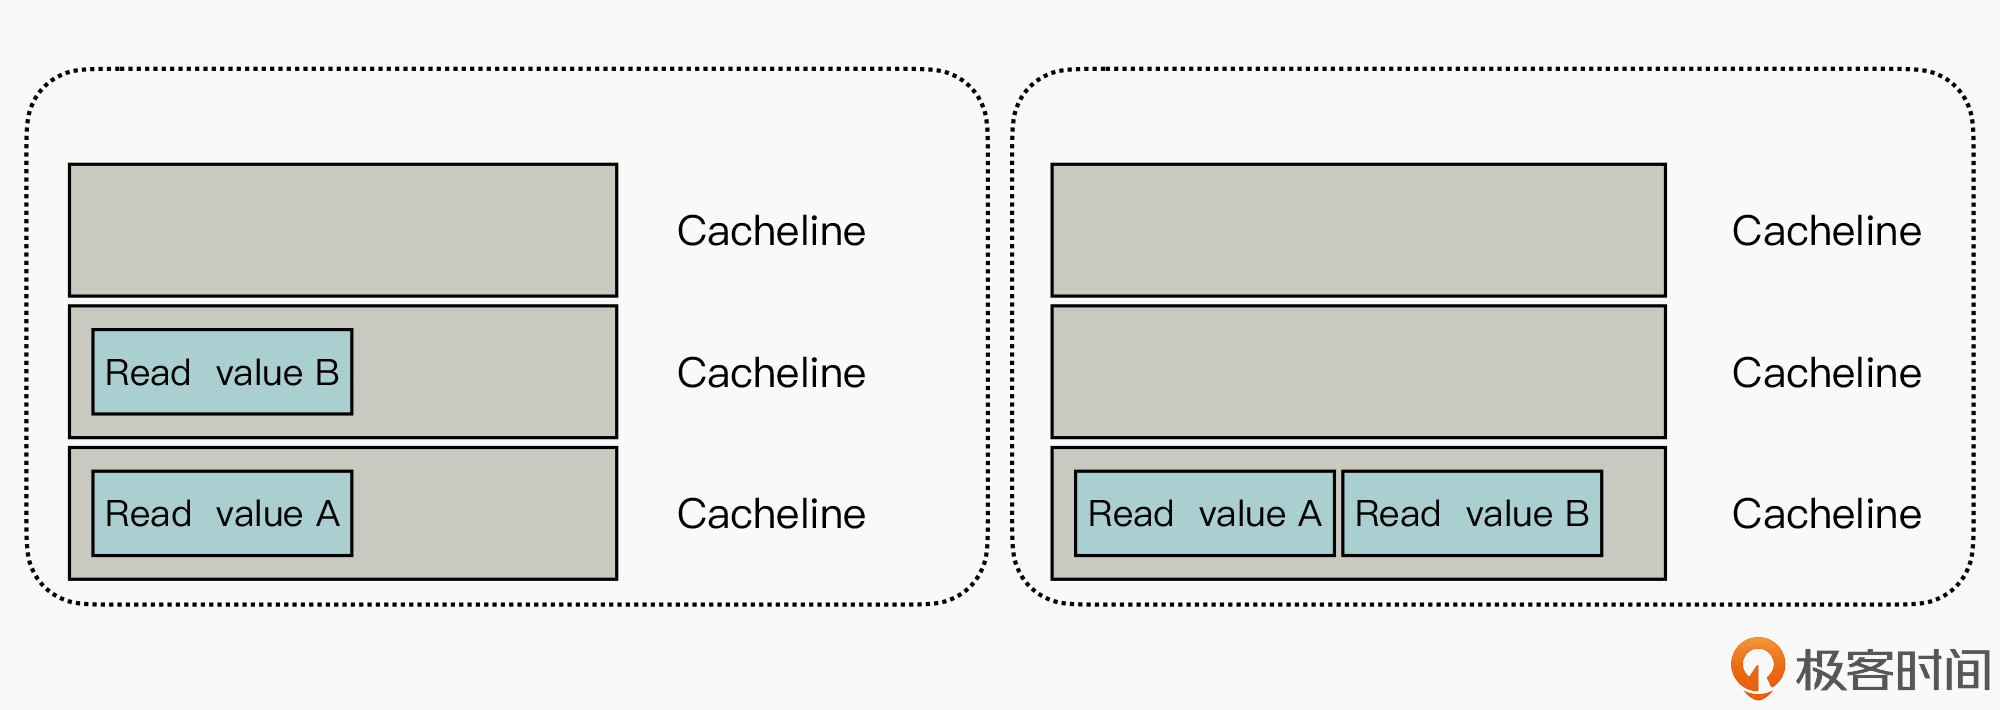 Cacheline
Read value B
Cacheline
Read value A
Cacheline
Cacheline
Cacheline
Read value A
Read value B
Cacheline
极客时间